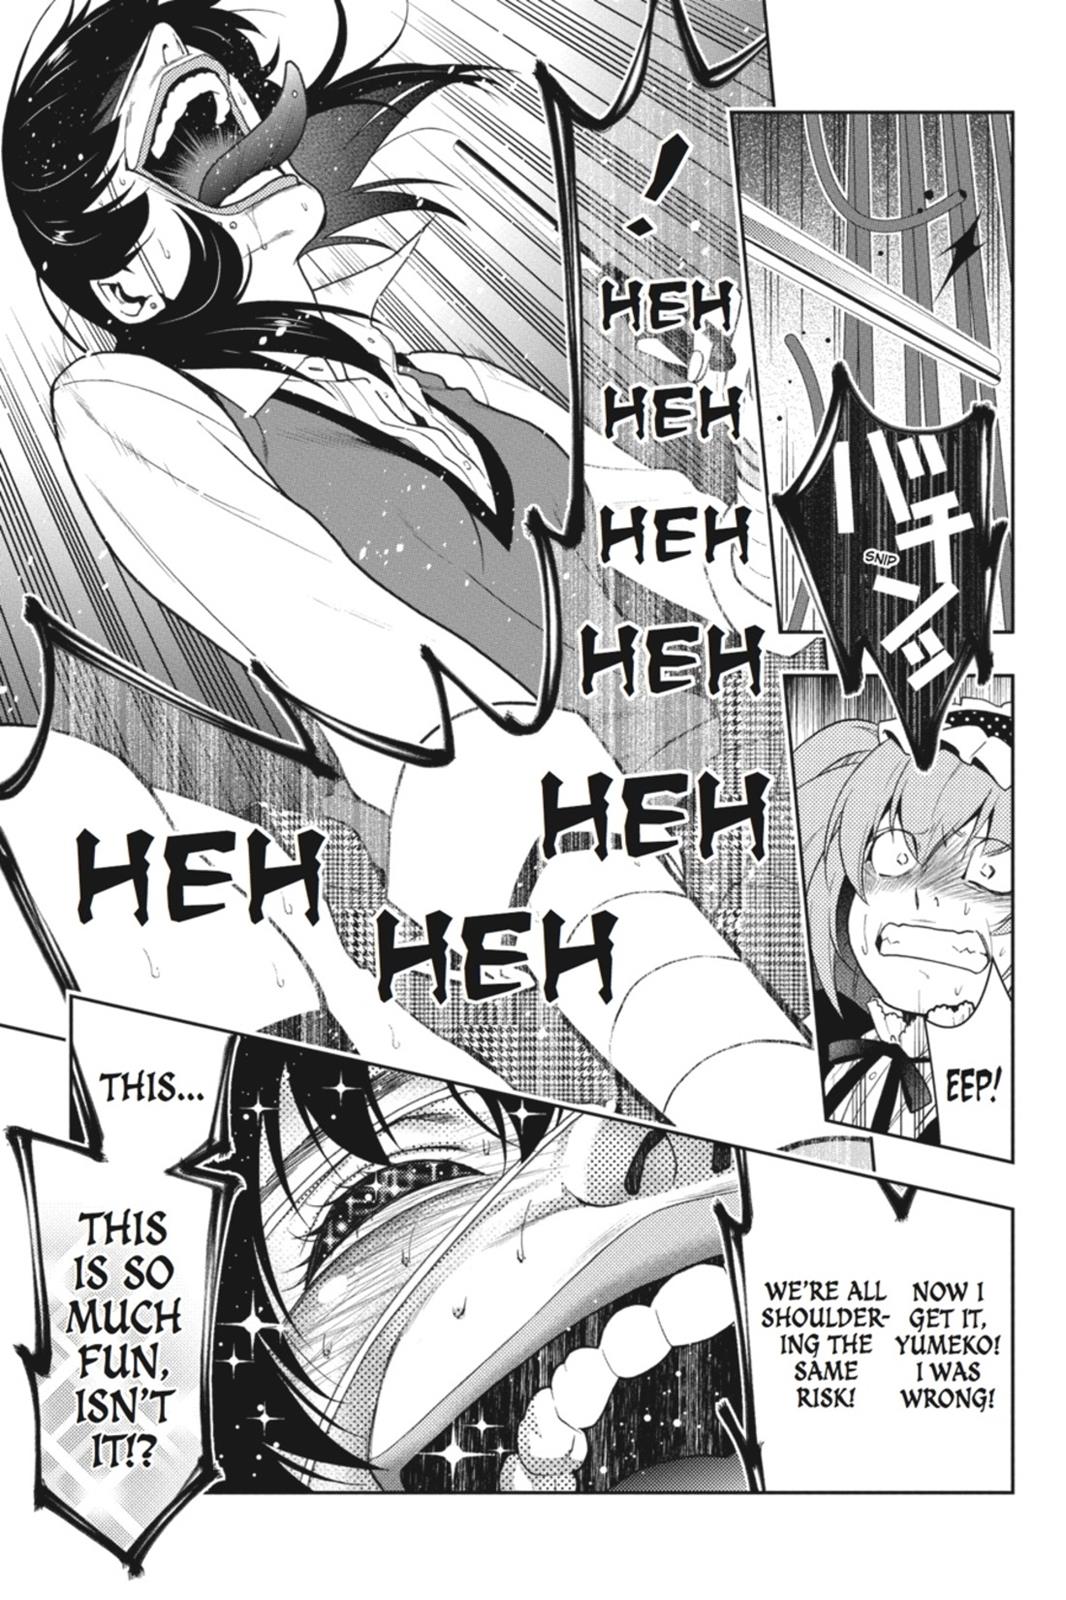 バチンッ
SNIP
EEP!
!
HEH
HEH
HEH
HEH
HEH
HEH
HEH
NOW I
GET IT,
YUMEKO!
I WAS
WRONG!
WE'RE ALL
SHOULDER-
ING THE
SAME
RISK!
THIS...
THIS
IS SO
MUCH
FUN,
ISN'T
IT!?